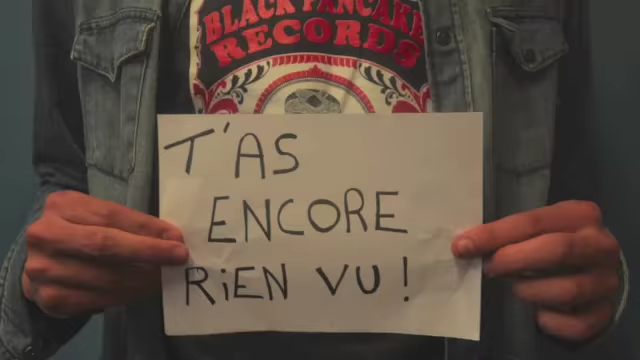 BLACK PANCAKE
RECORDS
T'AS
ENCORE
RiEN VU !